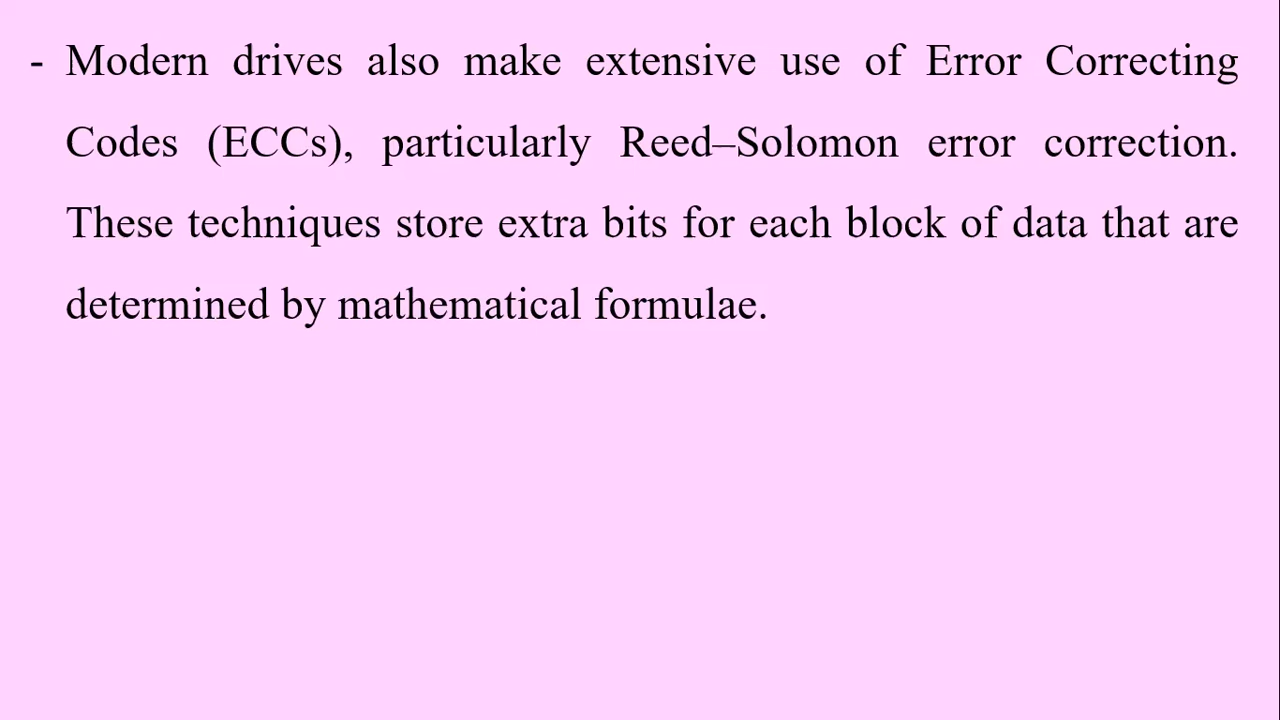 - Modern drives also make extensive use of Error Correcting
Codes (ECCs), particularly Reed–Solomon error correction.
These techniques store extra bits for each block of data that are
determined by mathematical formulae.